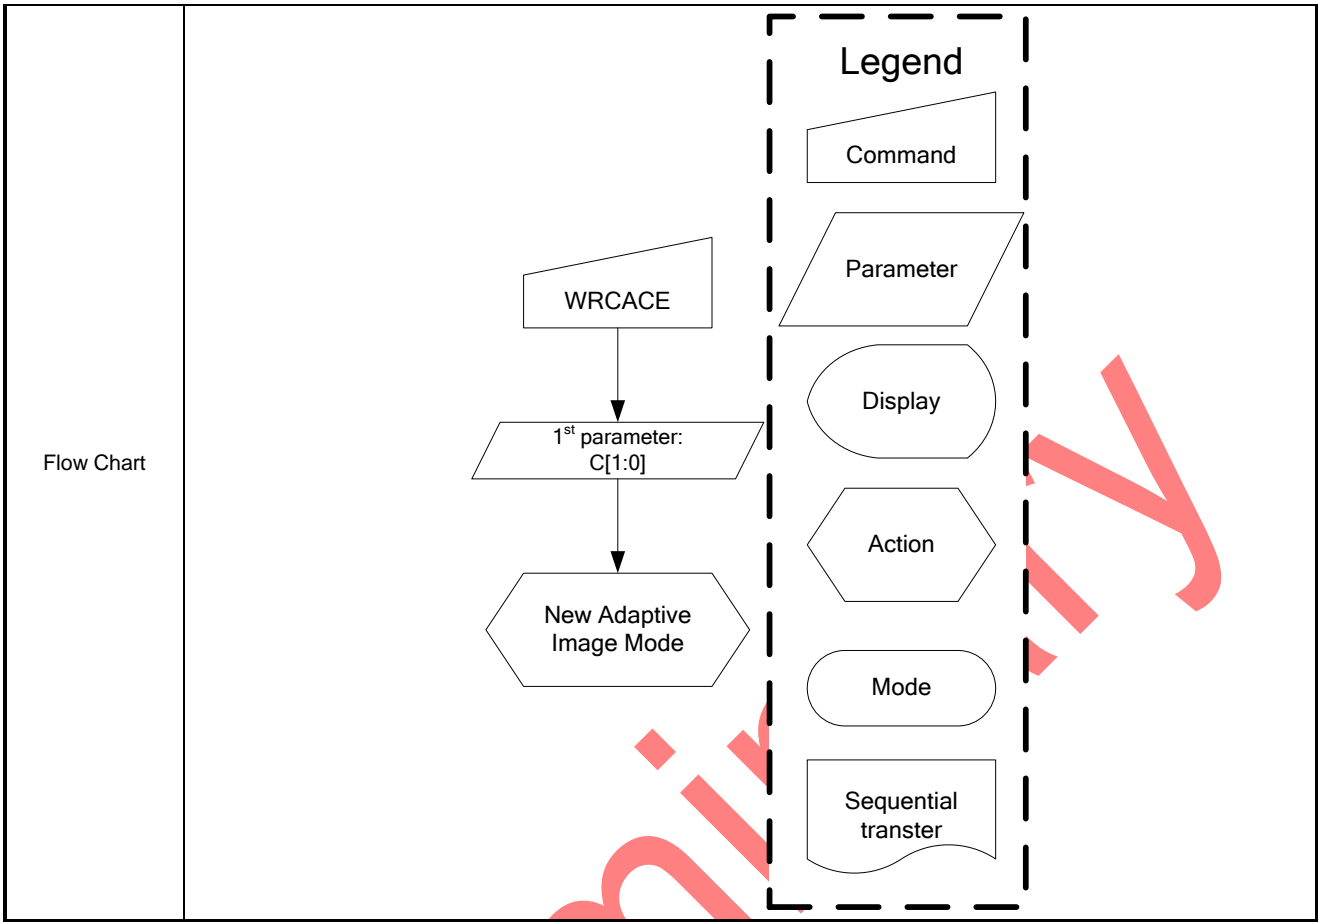 Flow Chart
WRCACE
1st parameter:
C[1:0]
New Adaptive
Image Mode
Legend
Command
Parameter
Display
Action
Mode
Sequential
transter